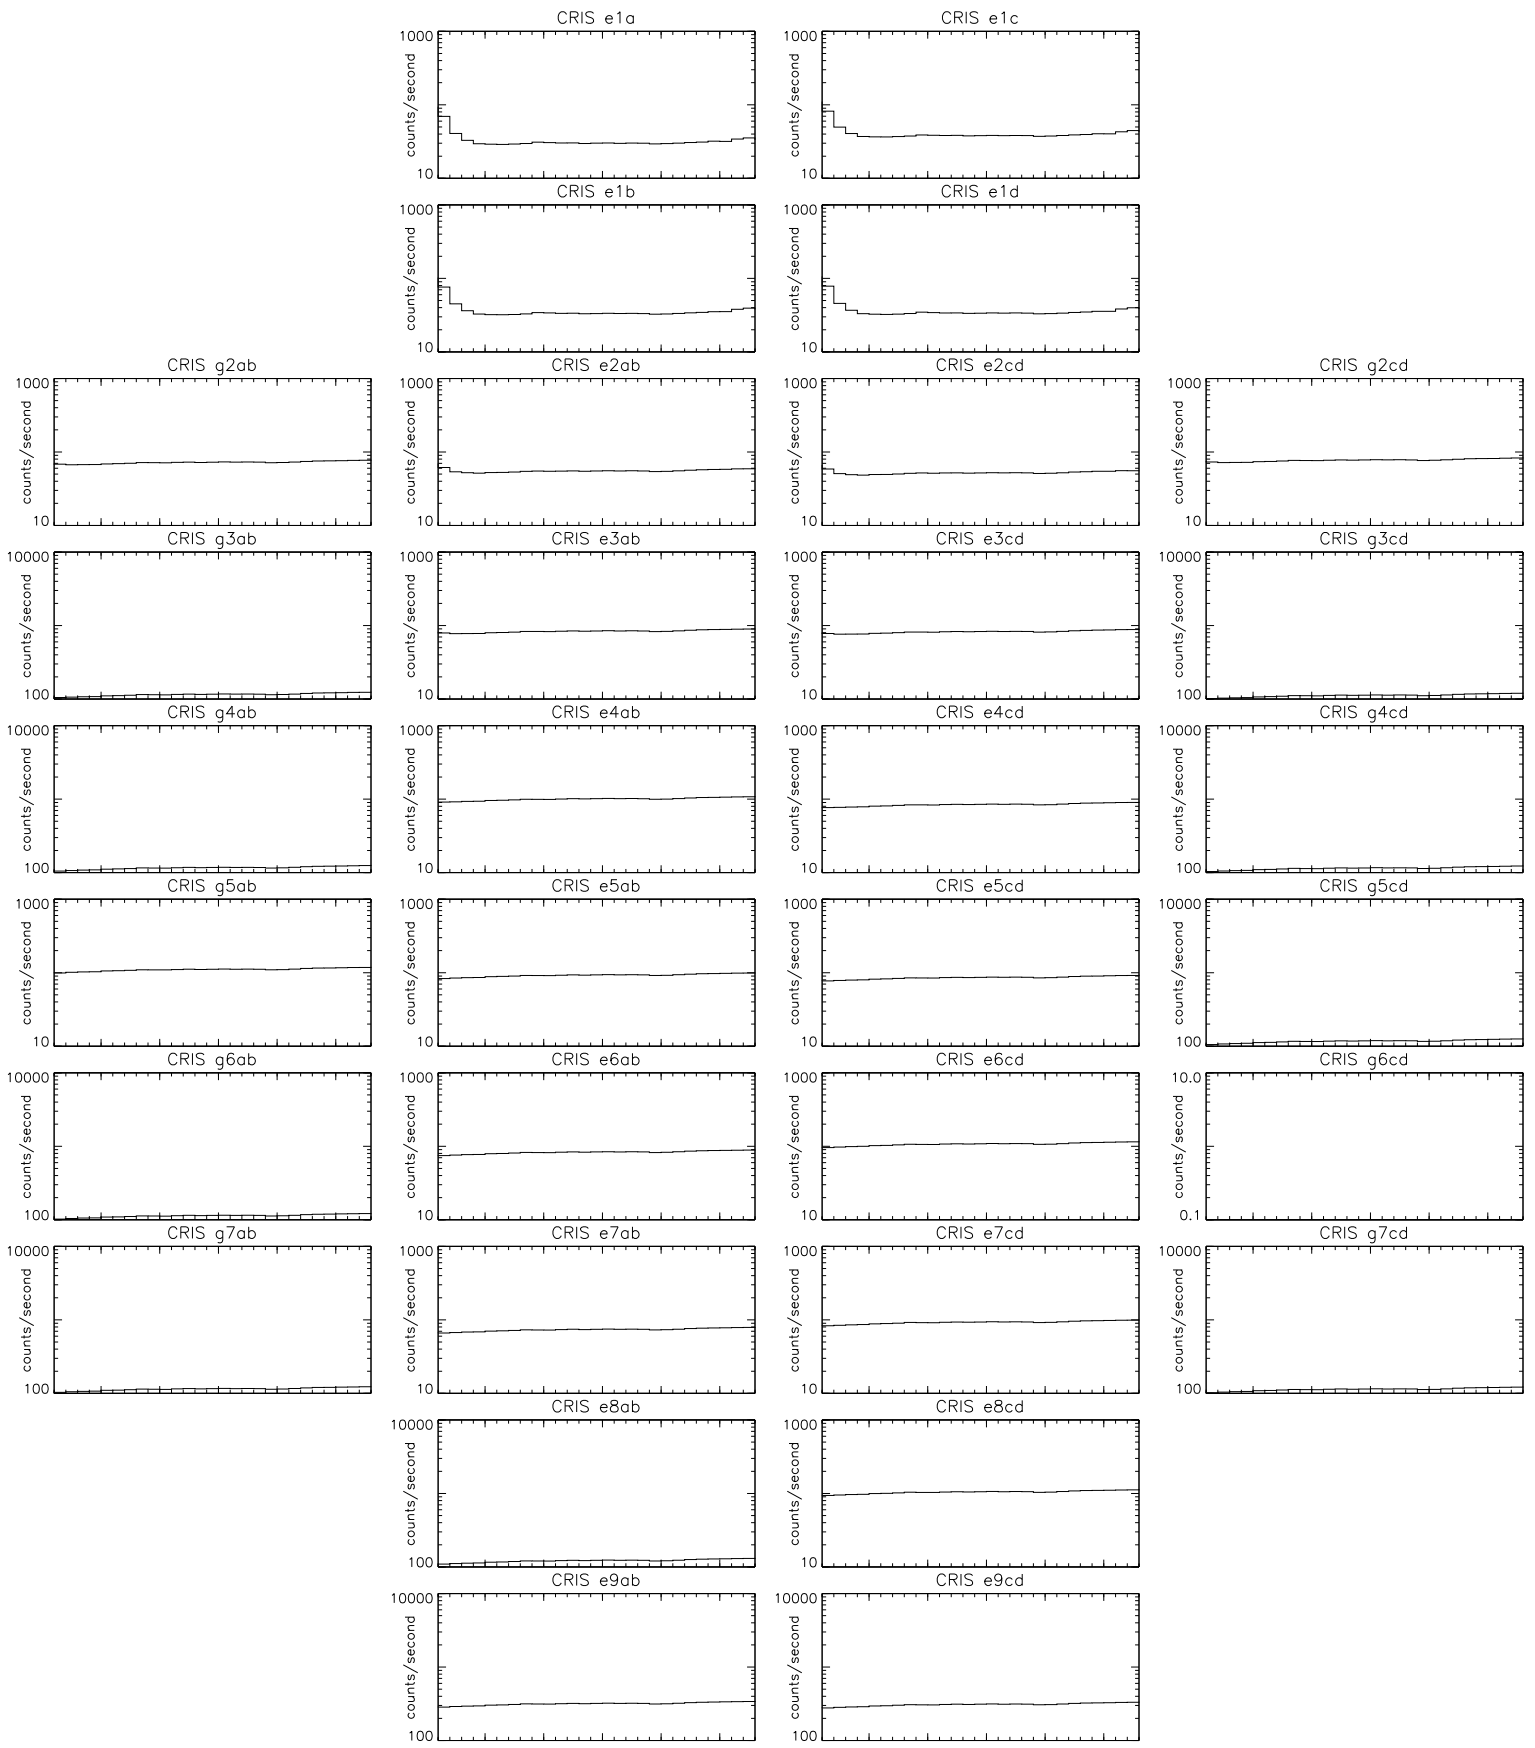 CRIS e1a
1000
counts/second
10
CRIS e1c
1000
counts/second
10
CRIS e1b
1000
counts/second
10
CRIS e1d
1000
counts/second
10
CRIS g2ab
1000
counts/second
10
CRIS e2ab
1000
counts/second
10
CRIS e2cd
1000
counts/second
10
CRIS g2cd
1000
counts/second
10
CRIS g3ab
10000
counts/second
100
CRIS e3ab
1000
counts/second
10
CRIS e3cd
1000
counts/second
10
CRIS g3cd
10000
counts/second
100
CRIS g4ab
10000
counts/second
100
CRIS e4ab
1000
counts/second
10
CRIS e4cd
1000
counts/second
10
CRIS g4cd
10000
counts/second
100
CRIS g5ab
1000
counts/second
10
CRIS e5ab
1000
counts/second
10
CRIS e5cd
1000
counts/second
10
CRIS g5cd
10000
counts/second
100
CRIS g6ab
10000
counts/second
100
CRIS e6ab
1000
counts/second
10
CRIS e6cd
1000
counts/second
10
CRIS g6cd
10.0
counts/second
0.1
CRIS g7ab
10000
counts/second
100
CRIS e7ab
1000
counts/second
10
CRIS e7cd
1000
counts/second
10
CRIS g7cd
10000
counts/second
100
CRIS e8ab
10000
counts/second
100
CRIS e8cd
1000
counts/second
10
CRIS e9ab
10000
counts/second
100
CRIS e9cd
10000
counts/second
100